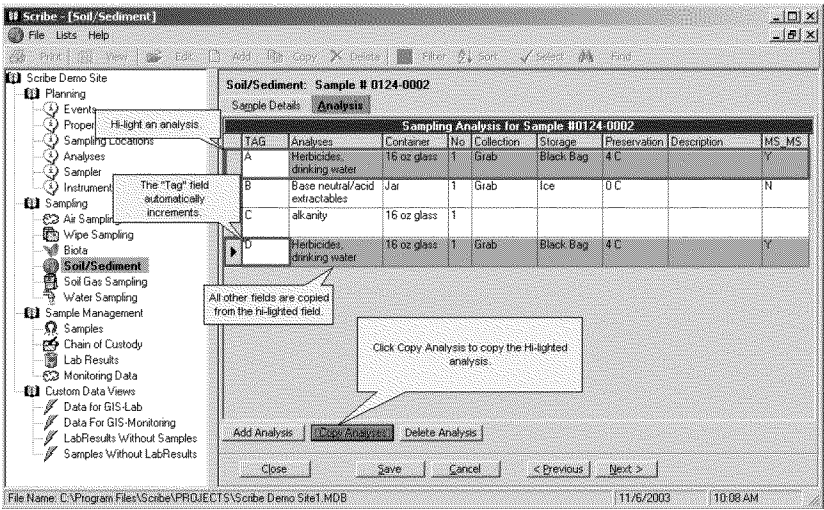 Scribe - [Soil/Sediment]
File Lists Help
Print View Edit Add Copy Delete Filter Sort Select Find
Scribe Demo Site
Planning
Events
Proper
Sampling Locations
Analyses
Sampler
Instrument
Sampling
Air Sampling
Wipe Sampling
Biota
Soil/Sediment
Soil Gas Sampling
Water Sampling
Sample Management
Samples
Chain of Custody
Lab Results
Monitoring Data
Custom Data Views
Data for GIS-Lab
Data For GIS-Monitoring
LabResults Without Samples
Samples Without LabResults
Hi-light an analysis
The "Tag" field
automatically
increments.
All other fields are copied
from the hi-lighted field.
Click Copy Analysis to copy the Hi-lighted
analysis.
Soil/Sediment: Sample # 0124-0002
Sample Details Analysis
Sampling Analysis for Sample #0124-0002
TAG Analyses Container No Collection Storage Preservation Description MS_MS
A Herbicides, 16 oz glass 1 Grab Black Bag 4 C Y
drinking water
B Base neutral/acid Jar 1 Grab Ice 0 C N
extractables
C alkanity 16 oz glass 1
D Herbicides, 16 oz glass 1 Grab Black Bag 4 C Y
drinking water
Add Analysis Copy Analyses Delete Analysis
Close Save Cancel < Previous Next >
File Name: C:\Program Files\Scribe\PROJECTS\Scribe Demo Site1.MDB 11/6/2003 10:08 AM